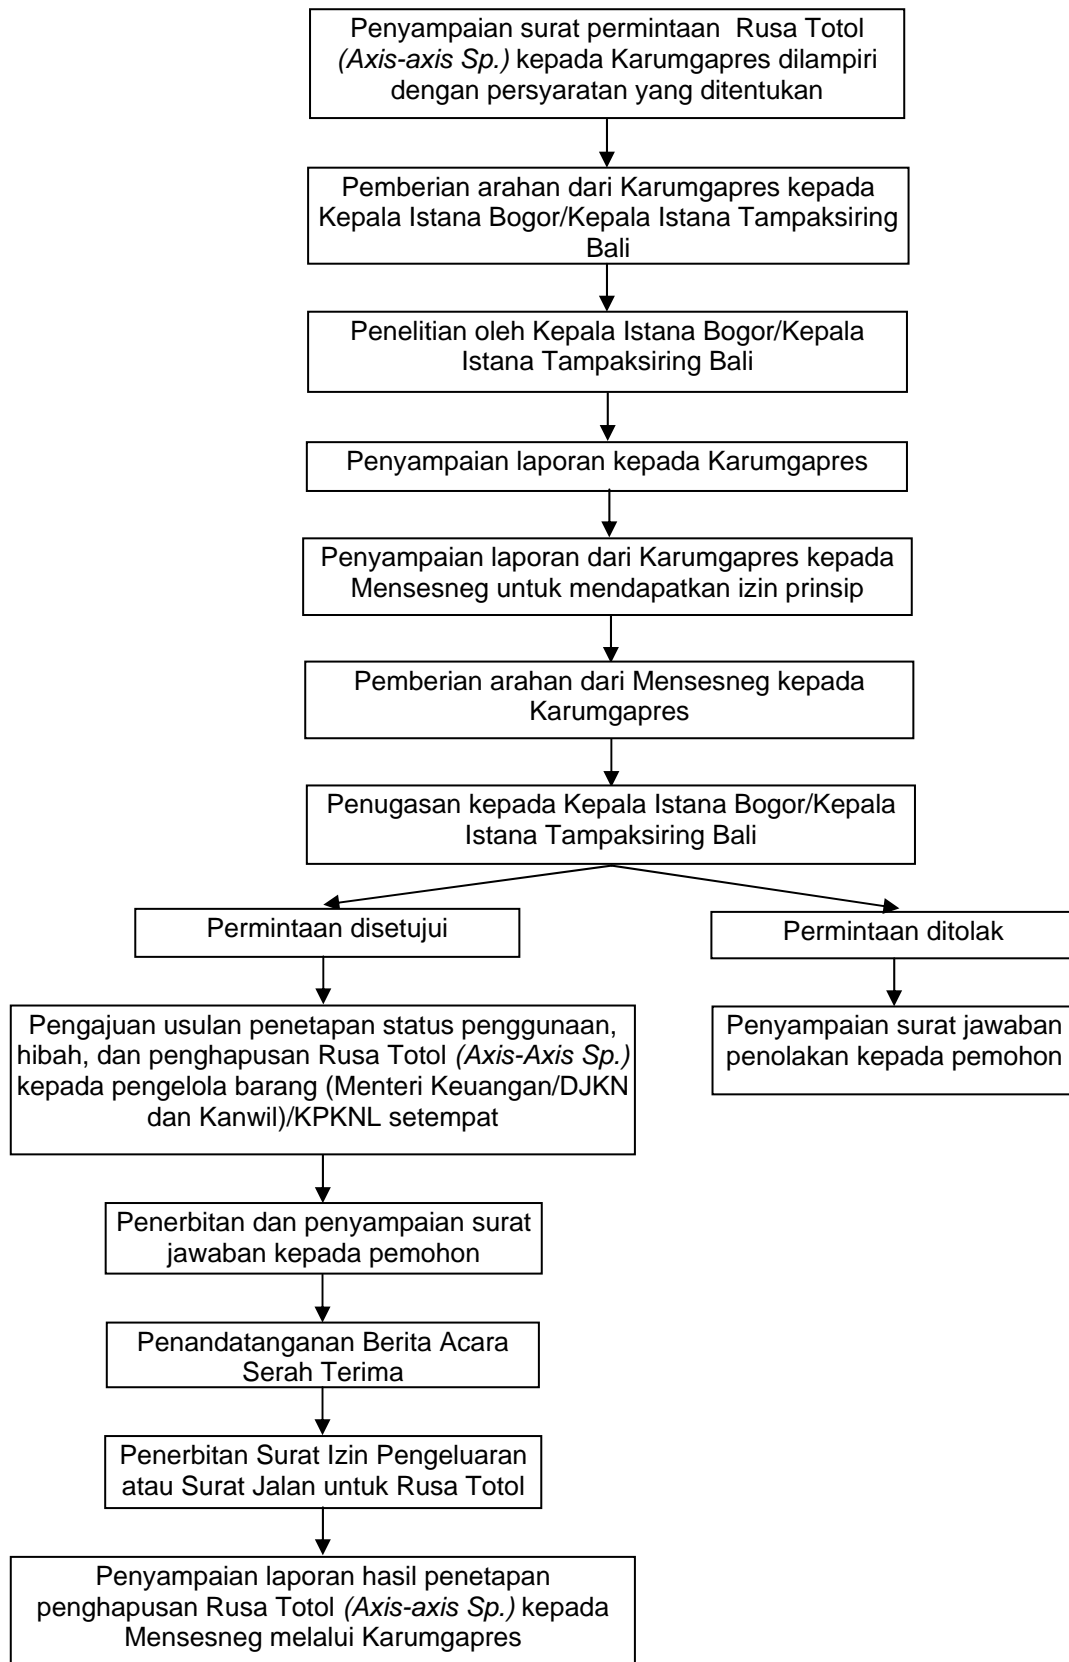 Penyampaian surat permintaan  Rusa Totol
(Axis-axis Sp.) kepada Karumgapres dilampiri
dengan persyaratan yang ditentukan
Pemberian arahan dari Karumgapres kepada
Kepala Istana Bogor/Kepala Istana Tampaksiring
Bali
Penelitian oleh Kepala Istana Bogor/Kepala
Istana Tampaksiring Bali
Penyampaian laporan kepada Karumgapres
Penyampaian laporan dari Karumgapres kepada
Mensesneg untuk mendapatkan izin prinsip
Pemberian arahan dari Mensesneg kepada
Karumgapres
Penugasan kepada Kepala Istana Bogor/Kepala
Istana Tampaksiring Bali
Permintaan disetujui
Pengajuan usulan penetapan status penggunaan,
hibah, dan penghapusan Rusa Totol (Axis-Axis Sp.)
kepada pengelola barang (Menteri Keuangan/DJKN
dan Kanwil)/KPKNL setempat
Penerbitan dan penyampaian surat
jawaban kepada pemohon
Penandatanganan Berita Acara
Serah Terima
Penerbitan Surat Izin Pengeluaran
atau Surat Jalan untuk Rusa Totol
Penyampaian laporan hasil penetapan
penghapusan Rusa Totol (Axis-axis Sp.) kepada
Mensesneg melalui Karumgapres
Permintaan ditolak
Penyampaian surat jawaban
penolakan kepada pemohon